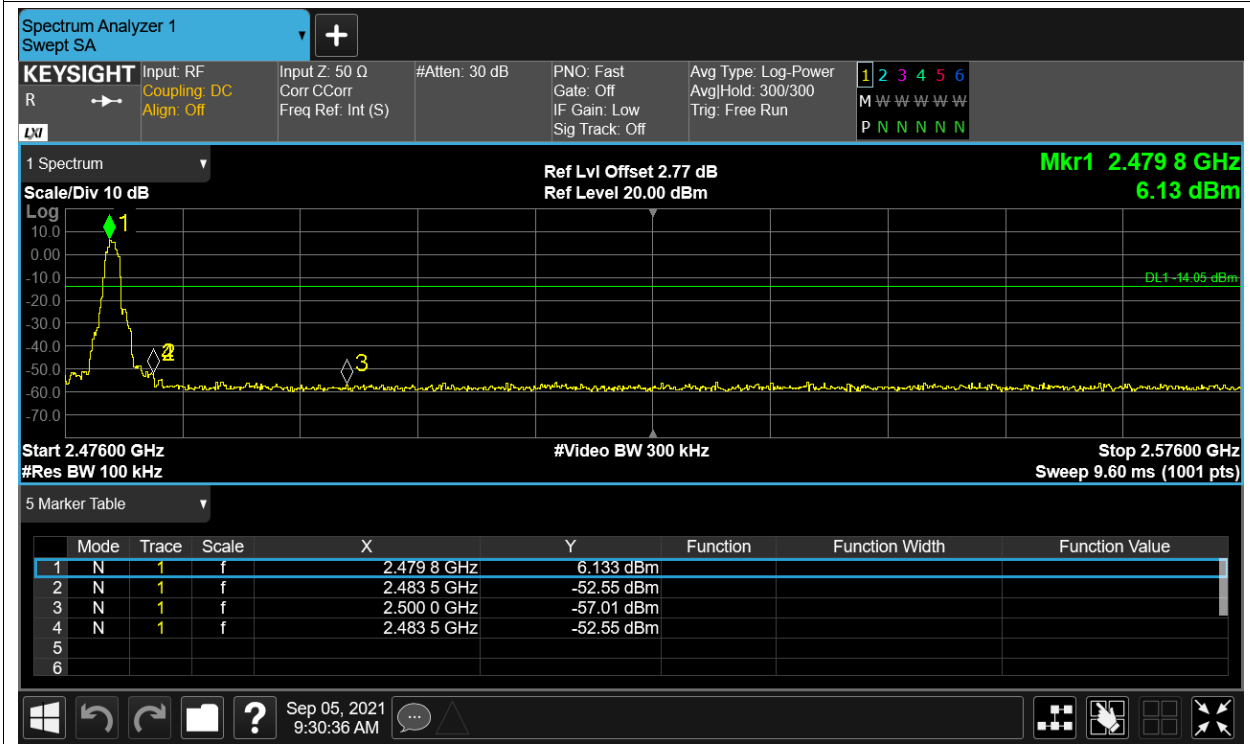 Spectrum Analyzer 1
Swept SA
KEYSIGHT Input: RF Input Z: 50 Ω #Atten: 30 dB PNO: Fast Avg Type: Log-Power 1 2 3 4 5 6
R Coupling: DC Corr CCorr Gate: Off Avg|Hold: 300/300 M W W W W W
Align: Off Freq Ref: Int (S) IF Gain: Low Trig: Free Run
LXI Sig Track: Off P N N N N N
1 Spectrum Ref Lvl Offset 2.77 dB Mkr1 2.479 8 GHz
Scale/Div 10 dB Ref Level 20.00 dBm 6.13 dBm
Log
1
10.0
0.00
-10.0 DL1 -14.05 dBm
-20.0
-30.0
-40.0
2
3
-50.0
-60.0
-70.0
Start 2.47600 GHz #Video BW 300 kHz Stop 2.57600 GHz
#Res BW 100 kHz Sweep 9.60 ms (1001 pts)
5 Marker Table
Mode Trace Scale X Y Function Function Width Function Value
1 N 1 f 2.479 8 GHz 6.133 dBm
2 N 1 f 2.483 5 GHz -52.55 dBm
3 N 1 f 2.500 0 GHz -57.01 dBm
4 N 1 f 2.483 5 GHz -52.55 dBm
5
6
? Sep 05, 2021
9:30:36 AM